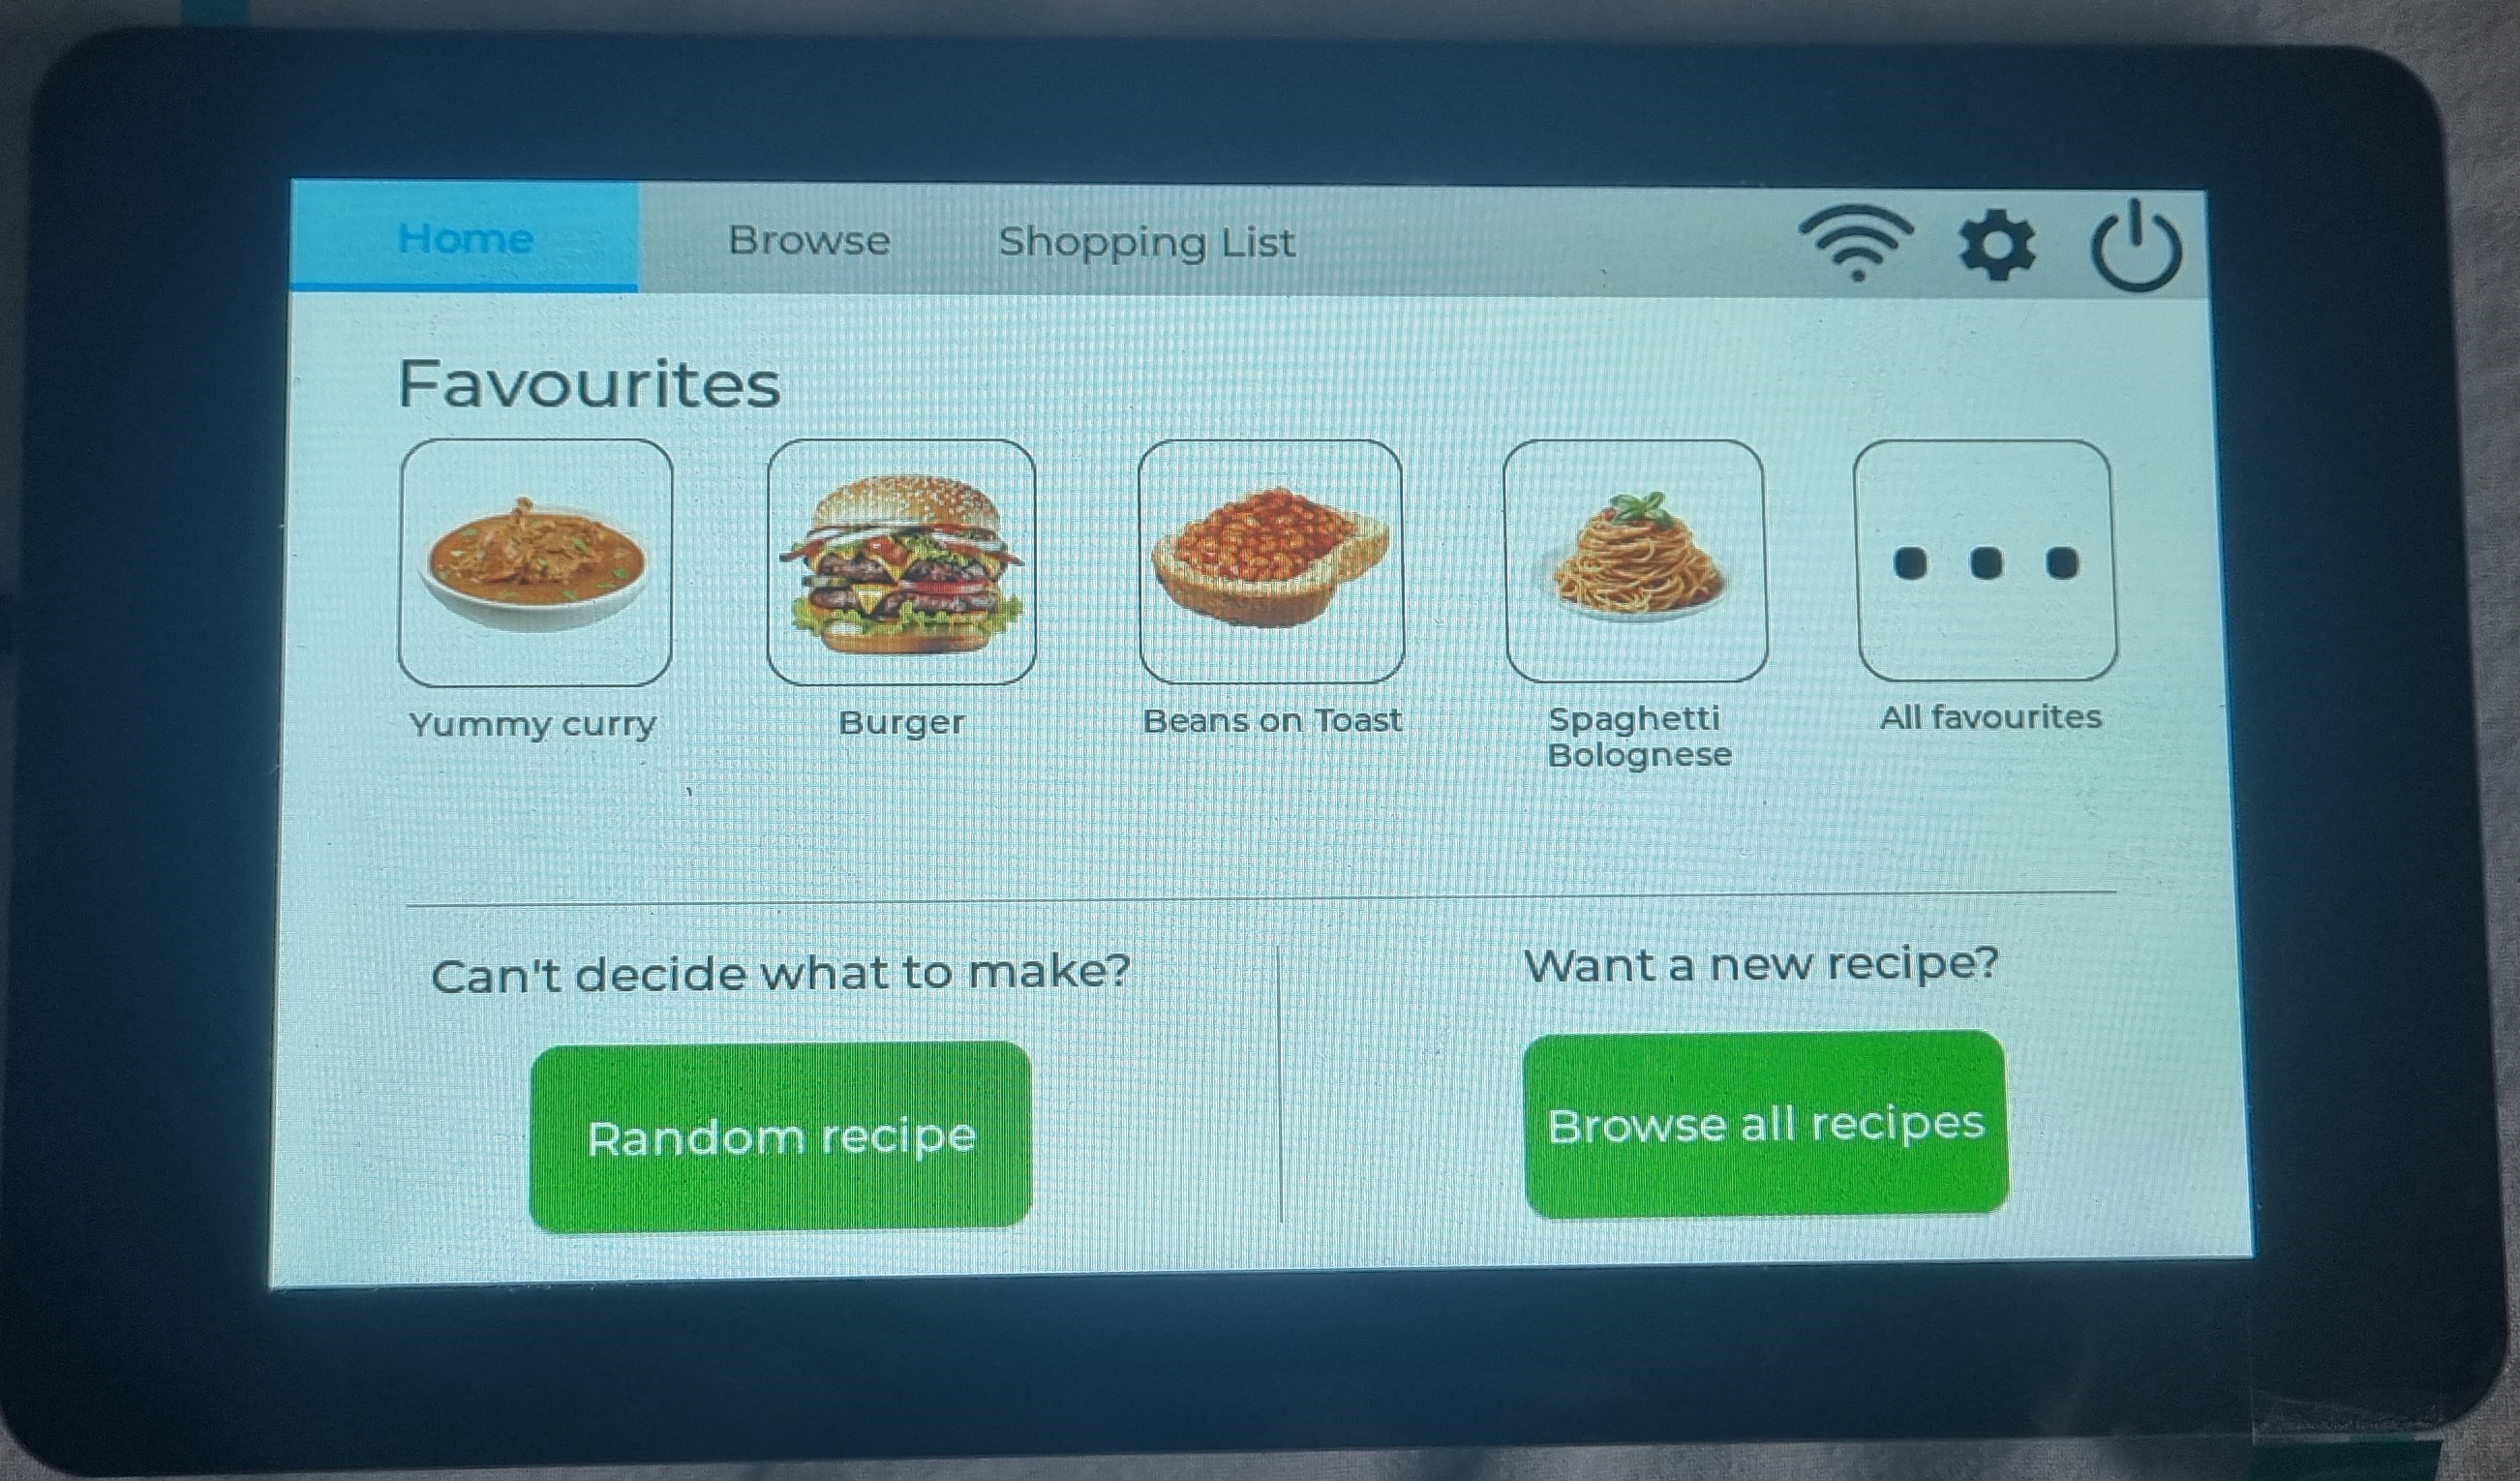 Home Browse Shopping List
Favourites
Yummy curry
Burger
Beans on Toast
Spaghetti
Bolognese
All favourites
Can't decide what to make?
Random recipe
Want a new recipe?
Browse all recipes